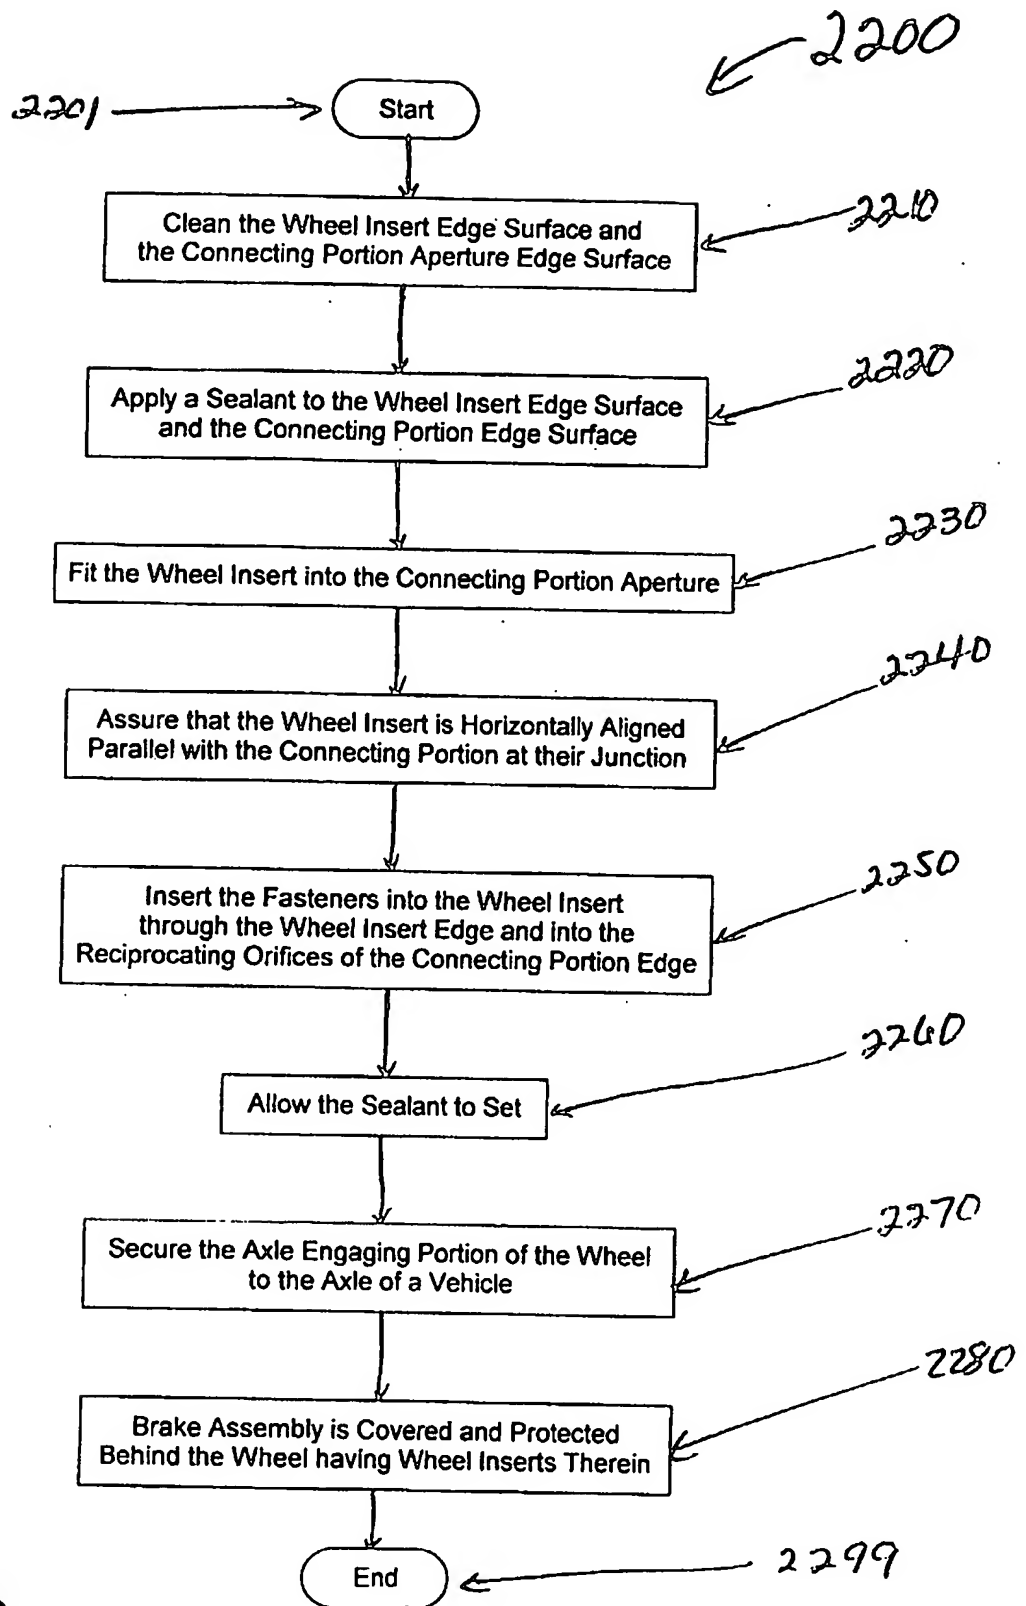 2200
2201
Start
Clean the Wheel Insert Edge Surface and
the Connecting Portion Aperture Edge Surface
2210
Apply a Sealant to the Wheel Insert Edge Surface
and the Connecting Portion Edge Surface
2220
Fit the Wheel Insert into the Connecting Portion Aperture
2230
Assure that the Wheel Insert is Horizontally Aligned
Parallel with the Connecting Portion at their Junction
2240
Insert the Fasteners into the Wheel Insert
through the Wheel Insert Edge and into the
Reciprocating Orifices of the Connecting Portion Edge
2250
Allow the Sealant to Set
2260
Secure the Axle Engaging Portion of the Wheel
to the Axle of a Vehicle
2270
Brake Assembly is Covered and Protected
Behind the Wheel having Wheel Inserts Therein
2280
End
2299